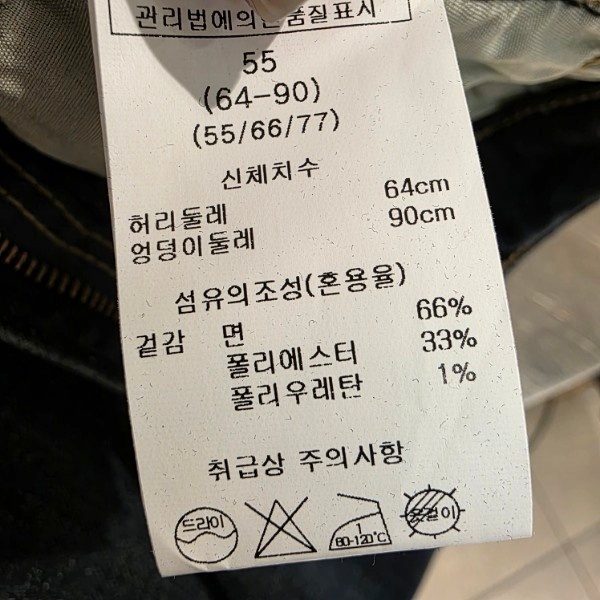 관리법에의한품질표시
55
(64-90)
(55/66/77)
신체치수
허리둘레 64cm
엉덩이둘레 90cm
섬유의조성(혼용율)
겉감 면 66%
폴리에스터 33%
폴리우레탄 1%
취급상 주의사항
드라이
80-120℃
옷걸이